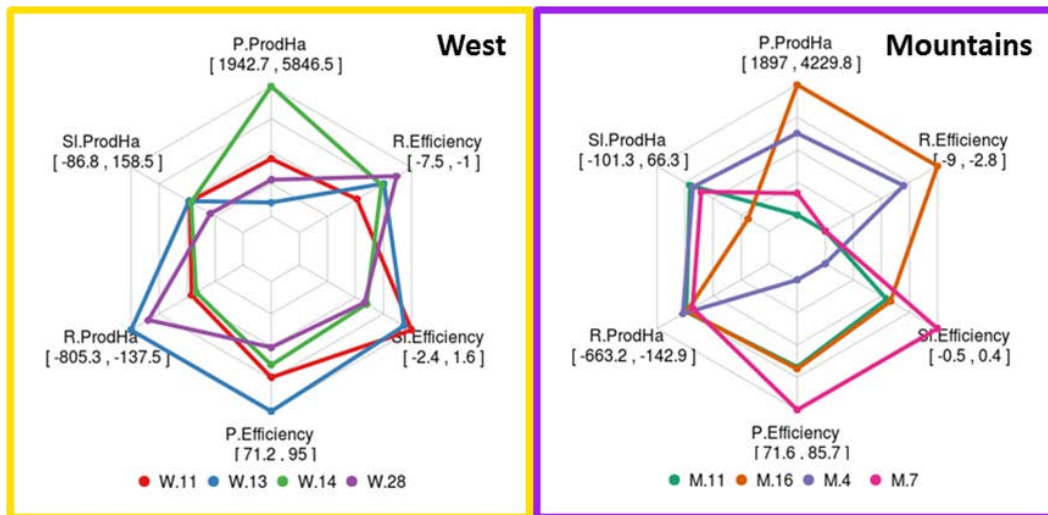 West
P.ProdHa
[ 1942.7 , 5846.5 ]
Sl.ProdHa
[ -86.8 , 158.5 ]
R.Efficiency
[ -7.5 , -1 ]
R.ProdHa
[ -805.3 , -137.5 ]
Sl.Efficiency
[ -2.4 , 1.6 ]
P.Efficiency
[ 71.2 , 95 ]
W.11 W.13 W.14 W.28
Mountains
P.ProdHa
[ 1897 , 4229.8 ]
Sl.ProdHa
[ -101.3 , 66.3 ]
R.Efficiency
[ -9 , -2.8 ]
R.ProdHa
[ -663.2 , -142.9 ]
Sl.Efficiency
[ -0.5 , 0.4 ]
P.Efficiency
[ 71.6 , 85.7 ]
M.11 M.16 M.4 M.7